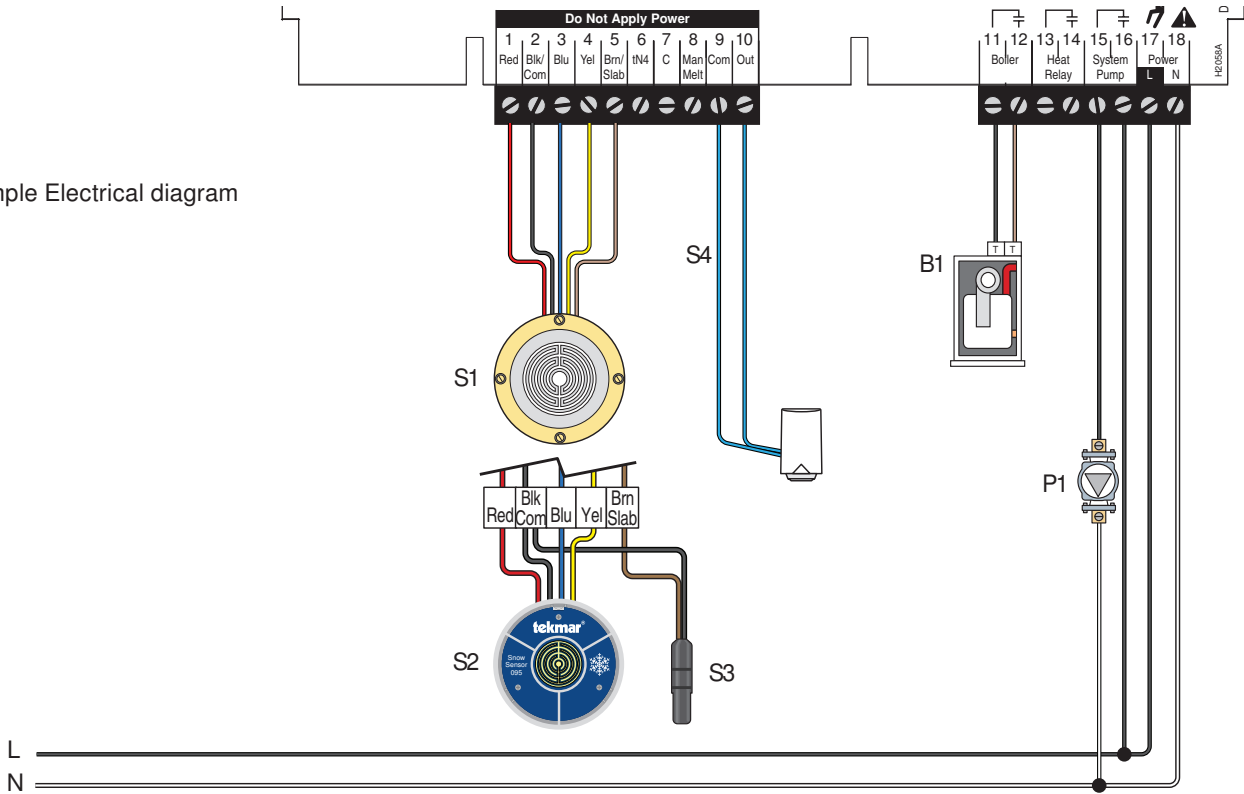 Do Not Apply Power
1 2 3 4 5 6 7 8 9 10
Red Blk/ Com Blu Yel Brn/ Slab tN4 C Man Melt Com Out
11 12 13 14 15 16 17 18
Boiler Heat Relay System Pump Power
L N
H2058A
D
Electrical diagram
S4
T T
B1
S1
P1
Red Blk Com Blu Yel Brn Slab
tekmar®
Snow
Sensor
095
S2
S3
L
N